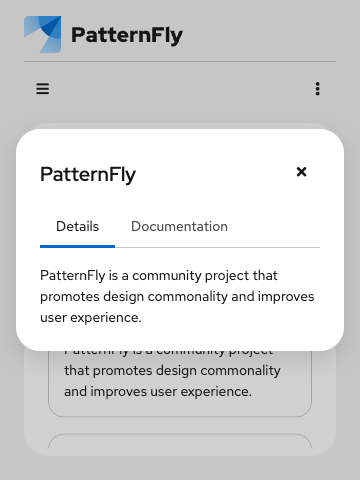 PatternFly
PatternFly
Details
Documentation
PatternFly is a community project that
promotes design commonality and improves
user experience.
PatternFly is a community project
that promotes design commonality
and improves user experience.